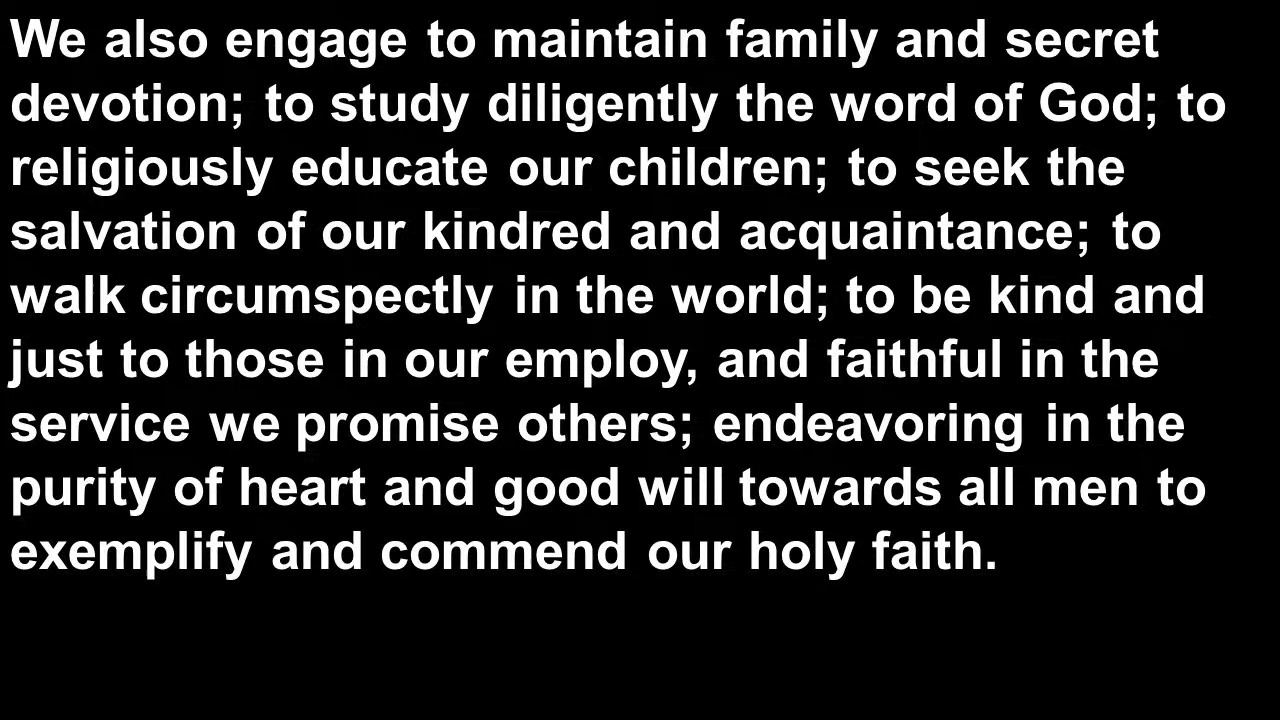 We also engage to maintain family and secret
devotion; to study diligently the word of God; to
religiously educate our children; to seek the
salvation of our kindred and acquaintance; to
walk circumspectly in the world; to be kind and
just to those in our employ, and faithful in the
service we promise others; endeavoring in the
purity of heart and good will towards all men to
exemplify and commend our holy faith.